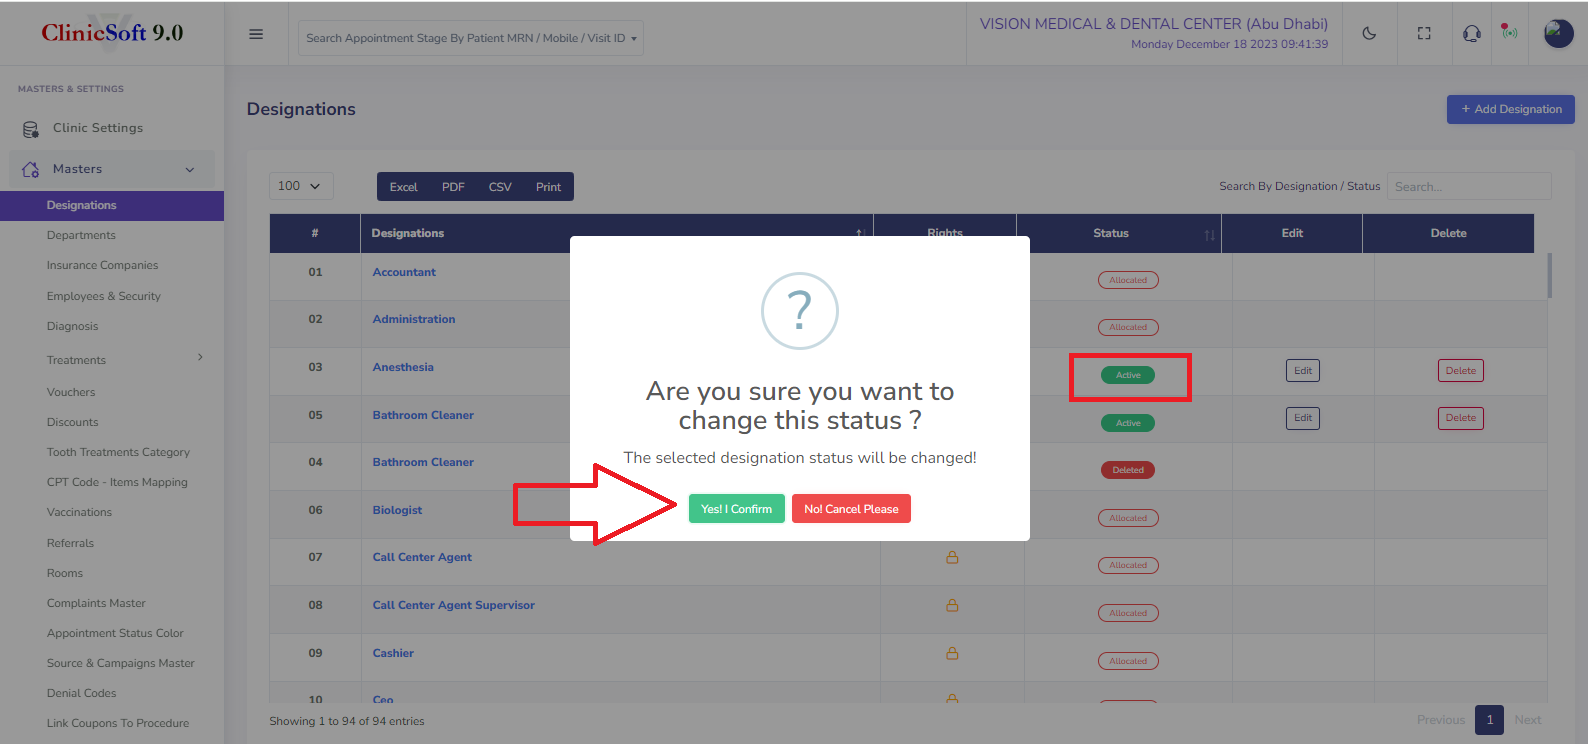 ClinicSoft 9.0
Search Appointment Stage By Patient MRN / Mobile / Visit ID
VISION MEDICAL & DENTAL CENTER (Abu Dhabi)
Monday December 18 2023 09:41:39
MASTERS & SETTINGS
Clinic Settings
Masters
Designations
Departments
Insurance Companies
Employees & Security
Diagnosis
Treatments
Vouchers
Discounts
Tooth Treatments Category
CPT Code - Items Mapping
Vaccinations
Referrals
Rooms
Complaints Master
Appointment Status Color
Source & Campaigns Master
Denial Codes
Link Coupons To Procedure
Designations
+ Add Designation
100
Excel PDF CSV Print
Search By Designation / Status Search...
# Designations Rights Status Edit Delete
01 Accountant Allocated
02 Administration Allocated
03 Anesthesia Active Edit Delete
05 Bathroom Cleaner Active Edit Delete
04 Bathroom Cleaner Deleted
06 Biologist Allocated
07 Call Center Agent Allocated
08 Call Center Agent Supervisor Allocated
09 Cashier Allocated
10 Ceo
Showing 1 to 94 of 94 entries
Previous 1 Next
?
Are you sure you want to
change this status ?
The selected designation status will be changed!
Yes! I Confirm No! Cancel Please